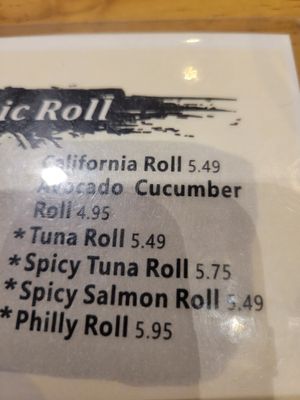 ic Roll
California Roll 5.49
Avocado Cucumber
Roll 4.95
*Tuna Roll 5.49
*Spicy Tuna Roll 5.75
*Spicy Salmon Roll 5.49
*Philly Roll 5.95